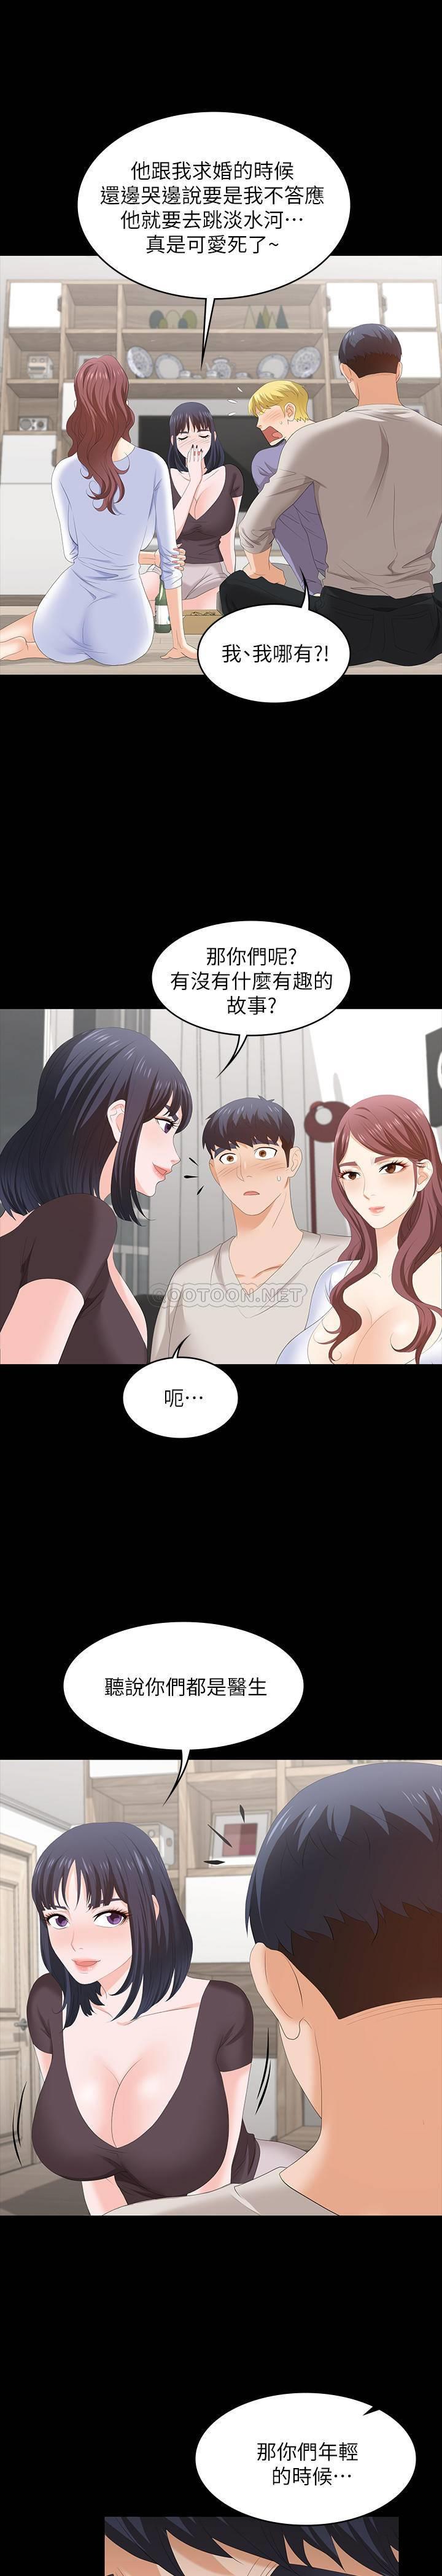 他跟我求婚的時候
還邊哭邊說要是我不答應
他就要去跳淡水河…
真是可愛死了~
我、我哪有?!
那你們呢?
有沒有什麼有趣的
故事?
TOOTOON.NET
呃…
聽說你們都是醫生
那你們年輕
的時候…